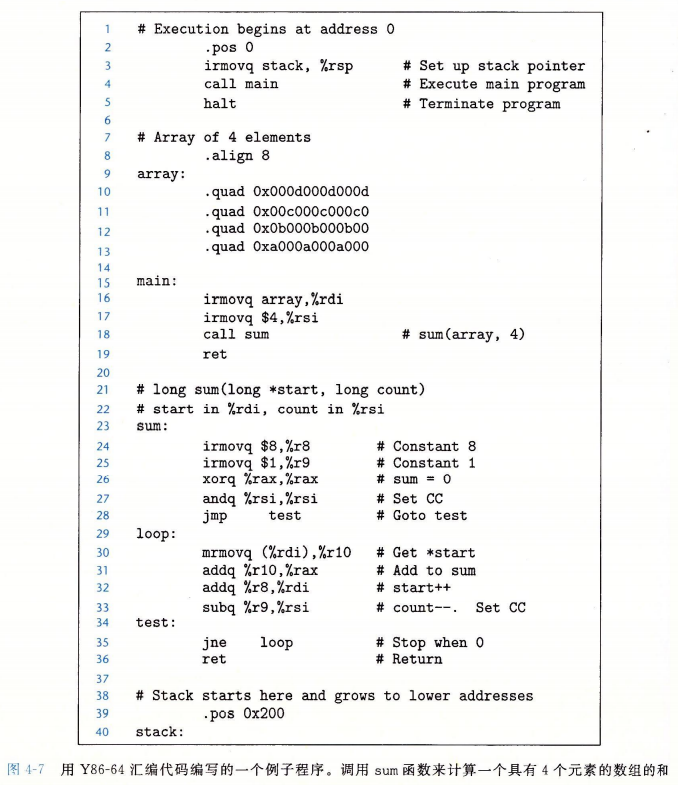 1 # Execution begins at address 0
2 .pos 0
3 irmovq stack, %rsp # Set up stack pointer
4 call main # Execute main program
5 halt # Terminate program
6
7 # Array of 4 elements
8 .align 8
9 array:
10 .quad 0x000d000d000d
11 .quad 0x00c000c000c0
12 .quad 0x0b000b000b00
13 .quad 0xa000a000a000
14
15 main:
16 irmovq array,%rdi
17 irmovq $4,%rsi
18 call sum # sum(array, 4)
19 ret
20
21 # long sum(long *start, long count)
22 # start in %rdi, count in %rsi
23 sum:
24 irmovq $8,%r8 # Constant 8
25 irmovq $1,%r9 # Constant 1
26 xorq %rax,%rax # sum = 0
27 andq %rsi,%rsi # Set CC
28 jmp test # Goto test
29 loop:
30 mrmovq (%rdi),%r10 # Get *start
31 addq %r10,%rax # Add to sum
32 addq %r8,%rdi # start++
33 subq %r9,%rsi # count--. Set CC
34 test:
35 jne loop # Stop when 0
36 ret # Return
37
38 # Stack starts here and grows to lower addresses
39 .pos 0x200
40 stack:
图 4-7 用 Y86-64 汇编代码编写的一个例子程序。调用 sum 函数来计算一个具有 4 个元素的数组的和